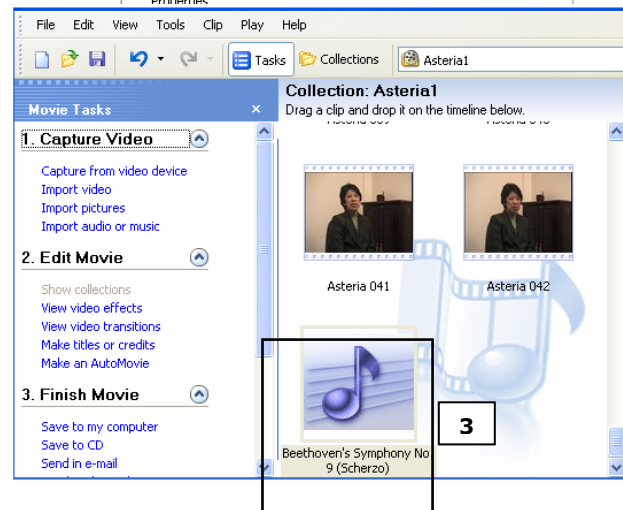 Properties
File Edit View Tools Clip Play Help
Tasks Collections Asteria1
Movie Tasks ×
Collection: Asteria1
Drag a clip and drop it on the timeline below.
1. Capture Video
Capture from video device
Import video
Import pictures
Import audio or music
2. Edit Movie
Show collections
View video effects
View video transitions
Make titles or credits
Make an AutoMovie
3. Finish Movie
Save to my computer
Save to CD
Send in e-mail
Asteria 041
Asteria 042
Beethoven's Symphony No
9 (Scherzo)
3